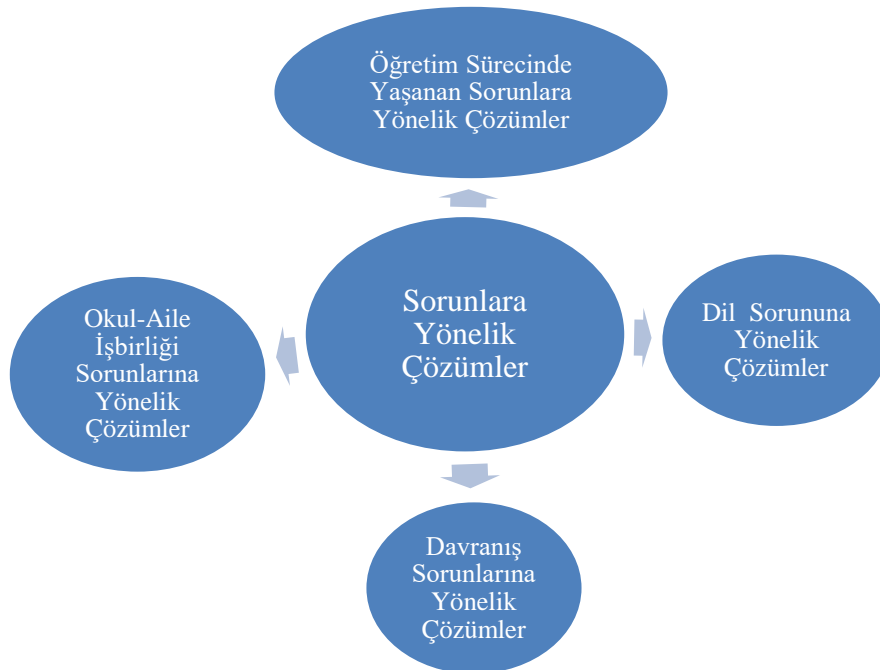 Öğretim Sürecinde
Yaşanan Sorunlara
Yönelik Çözümler
Sorunlara
Yönelik
Çözümler
Dil Sorununa
Yönelik
Çözümler
Okul-Aile
İşbirliği
Sorunlarına
Yönelik
Çözümler
Davranış
Sorunlarına
Yönelik
Çözümler